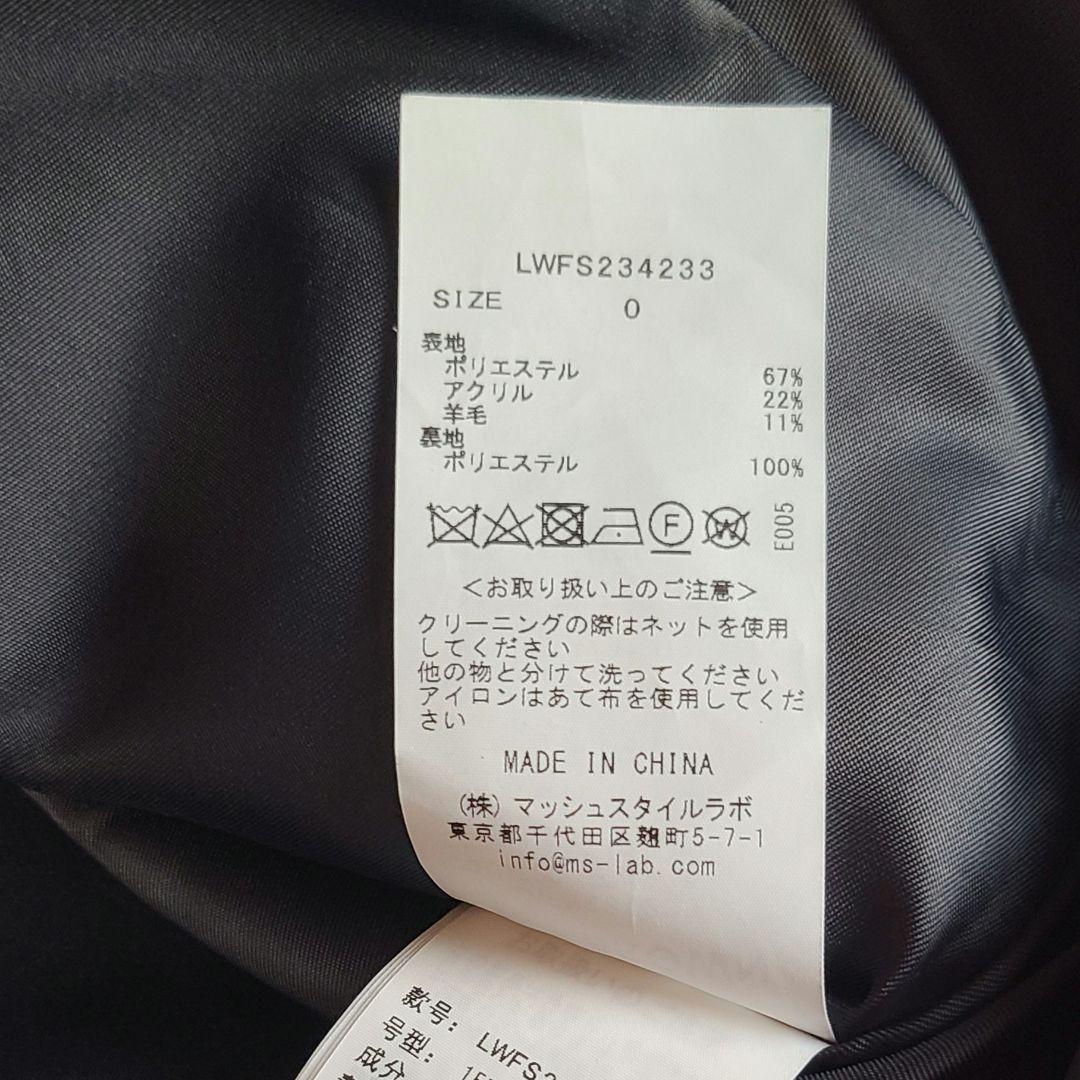 LWFS234233
SIZE 0
表地
ポリエステル 67%
アクリル 22%
羊毛 11%
裏地
ポリエステル 100%
F W E005
<お取り扱い上のご注意>
クリーニングの際はネットを使用
してください
他の物と分けて洗ってください
アイロンはあて布を使用してくだ
さい
MADE IN CHINA
(株)マッシュスタイルラボ
東京都千代田区麹町5-7-1
info@ms-lab.com
款号: LWFS2
号型:
成分